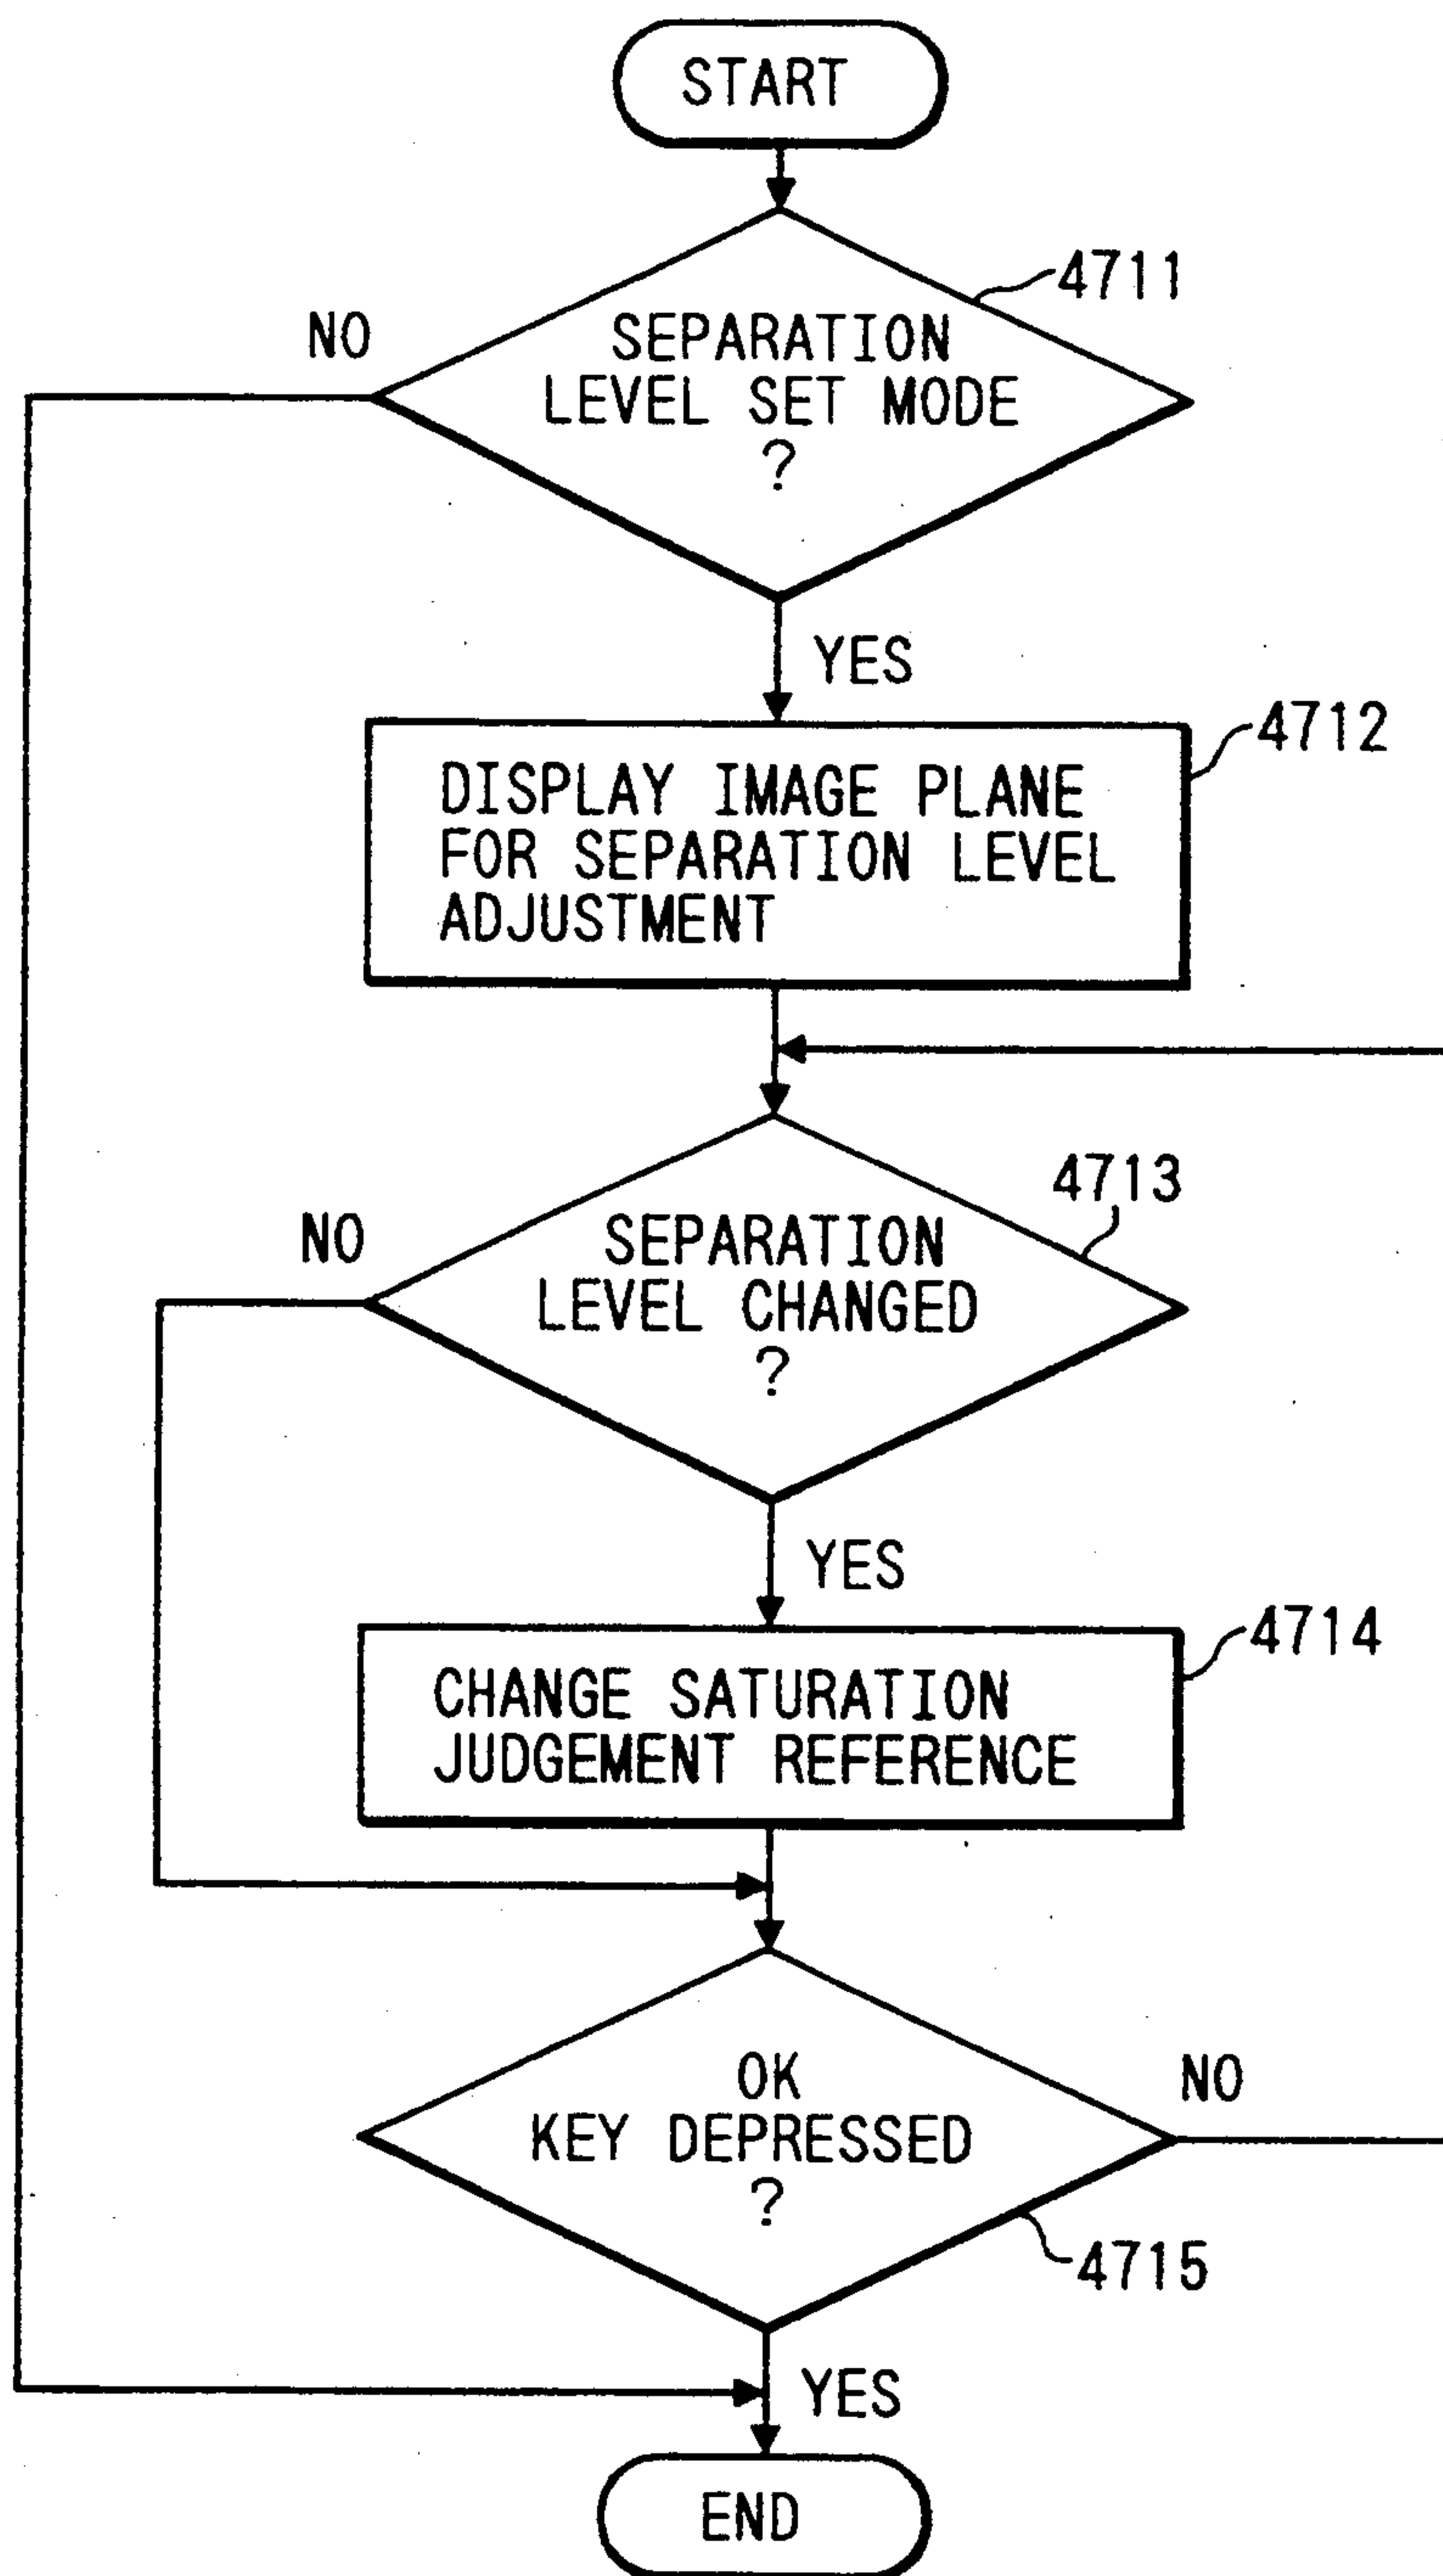 START
4711
NO
SEPARATION
LEVEL SET MODE
?
YES
4712
DISPLAY IMAGE PLANE
FOR SEPARATION LEVEL
ADJUSTMENT
4713
NO
SEPARATION
LEVEL CHANGED
?
YES
4714
CHANGE SATURATION
JUDGEMENT REFERENCE
OK
NO
KEY DEPRESSED
?
4715
YES
END